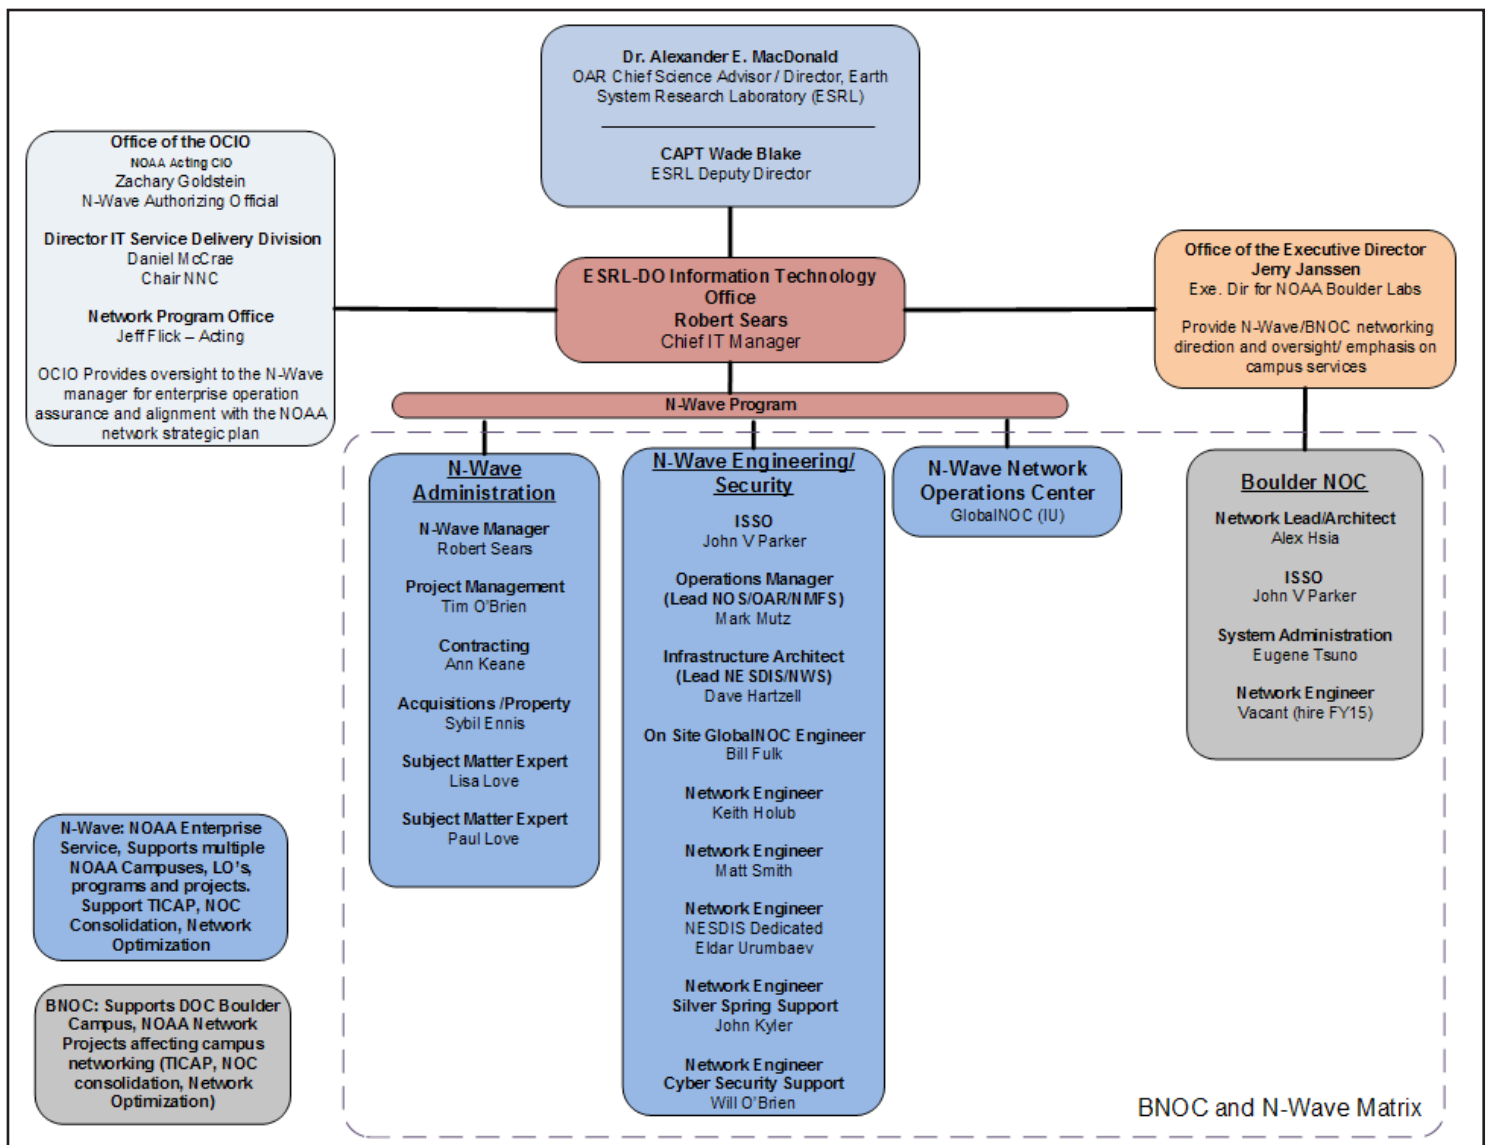 Dr. Alexander E. MacDonald
OAR Chief Science Advisor / Director, Earth
System Research Laboratory (ESRL)
CAPT Wade Blake
ESRL Deputy Director
Office of the OCIO
NOAA Acting CIO
Zachary Goldstein
N-Wave Authorizing Official
Director IT Service Delivery Division
Daniel McCrae
Chair NNC
Network Program Office
Jeff Flick – Acting
OCIO Provides oversight to the N-Wave
manager for enterprise operation
assurance and alignment with the NOAA
network strategic plan
ESRL-DO Information Technology
Office
Robert Sears
Chief IT Manager
Office of the Executive Director
Jerry Janssen
Exe. Dir for NOAA Boulder Labs
Provide N-Wave/BNOC networking
direction and oversight/ emphasis on
campus services
N-Wave Program
N-Wave
Administration
N-Wave Manager
Robert Sears
Project Management
Tim O'Brien
Contracting
Ann Keane
Acquisitions /Property
Sybil Ennis
Subject Matter Expert
Lisa Love
Subject Matter Expert
Paul Love
N-Wave Engineering/
Security
ISSO
John V Parker
Operations Manager
(Lead NOS/OAR/NMFS)
Mark Mutz
Infrastructure Architect
(Lead NESDIS/NWS)
Dave Hartzell
On Site GlobalNOC Engineer
Bill Fulk
Network Engineer
Keith Holub
Network Engineer
Matt Smith
Network Engineer
NESDIS Dedicated
Eldar Urumbaev
Network Engineer
Silver Spring Support
John Kyler
Network Engineer
Cyber Security Support
Will O'Brien
N-Wave Network
Operations Center
GlobalNOC (IU)
Boulder NOC
Network Lead/Architect
Alex Hsia
ISSO
John V Parker
System Administration
Eugene Tsuno
Network Engineer
Vacant (hire FY15)
N-Wave: NOAA Enterprise
Service, Supports multiple
NOAA Campuses, LO's,
programs and projects.
Support TICAP, NOC
Consolidation, Network
Optimization
BNOC: Supports DOC Boulder
Campus, NOAA Network
Projects affecting campus
networking (TICAP, NOC
consolidation, Network
Optimization)
BNOC and N-Wave Matrix